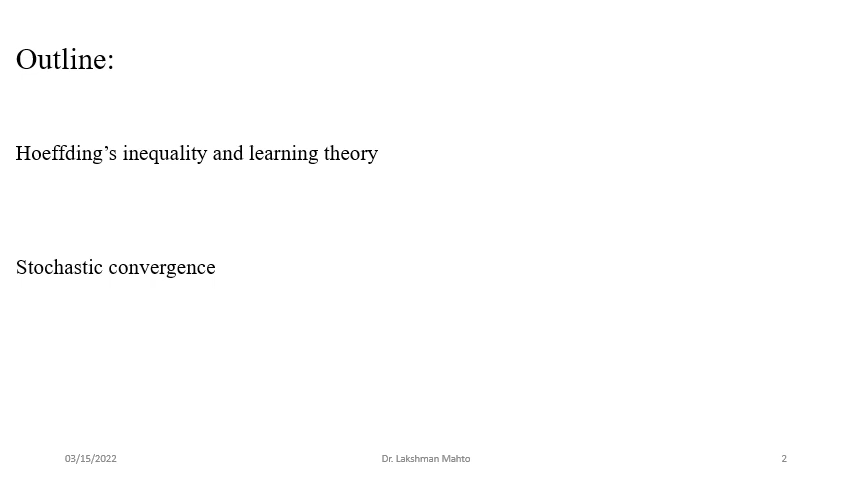 Outline:
Hoeffding’s inequality and learning theory
Stochastic convergence
03/15/2022 Dr. Lakshman Mahto 2